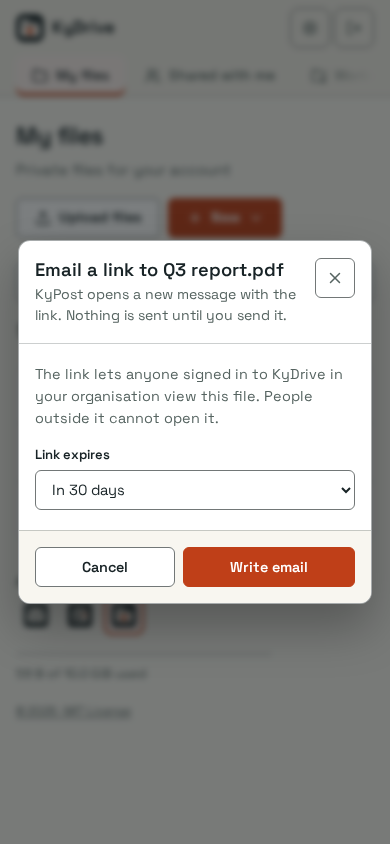 KyDrive
My files
Shared with me
My files
Private files for your account
Upload files
New
Email a link to Q3 report.pdf
KyPost opens a new message with the
link. Nothing is sent until you send it.
The link lets anyone signed in to KyDrive in
your organisation view this file. People
outside it cannot open it.
Link expires
In 30 days
Cancel
Write email